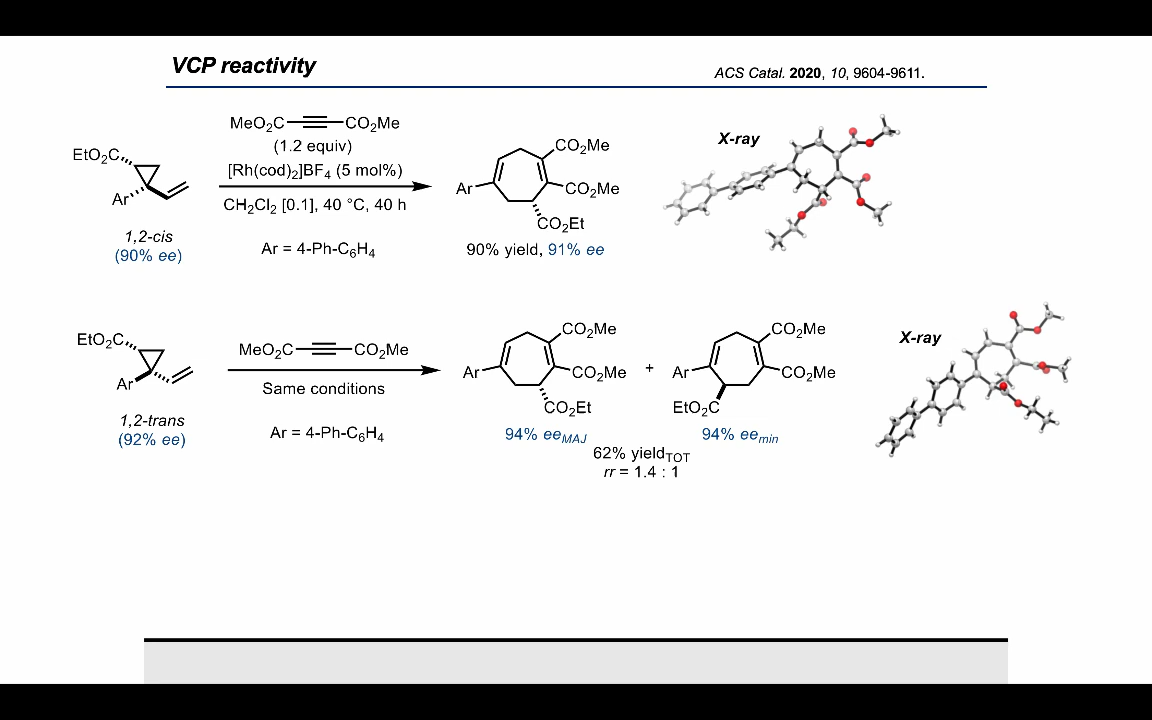 VCP reactivity
ACS Catal. 2020, 10, 9604-9611.
MeO₂C CO₂Me
(1.2 equiv)
[Rh(cod)₂]BF₄ (5 mol%)
CH₂Cl₂ [0.1], 40 °C, 40 h
Ar = 4-Ph-C₆H₄
EtO₂C
Ar
1,2-cis
(90% ee)
CO₂Me
Ar
CO₂Me
CO₂Et
90% yield, 91% ee
X-ray
EtO₂C
Ar
1,2-trans
(92% ee)
MeO₂C CO₂Me
Same conditions
Ar = 4-Ph-C₆H₄
CO₂Me
Ar
CO₂Me
CO₂Et
94% eeMAJ
+
CO₂Me
Ar
CO₂Me
EtO₂C
94% eemin
62% yieldTOT
rr = 1.4 : 1
X-ray